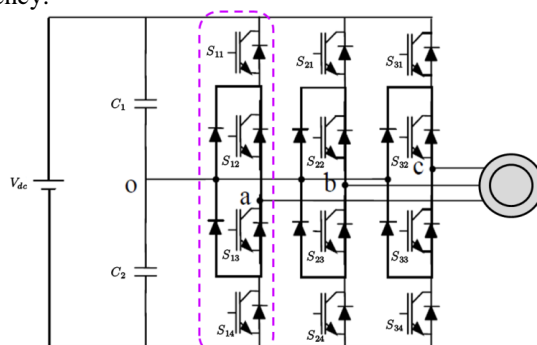 ency.
S11 S21 S31
C1
S12 S22 S32
c
Vdc o b
a
S13 S23 S33
C2
S14 S24 S34